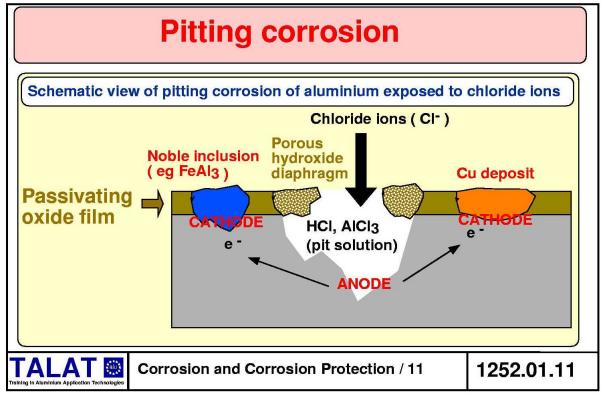 Pitting corrosion
Schematic view of pitting corrosion of aluminium exposed to chloride ions
Chloride ions ( Cl- )
Noble inclusion
( eg FeAl3 )
Porous
hydroxide
diaphragm
Cu deposit
Passivating
oxide film
CATHODE
e -
HCl, AlCl3
(pit solution)
CATHODE
e -
ANODE
TALAT
Training in Aluminium Application Technologies
Corrosion and Corrosion Protection / 11
1252.01.11